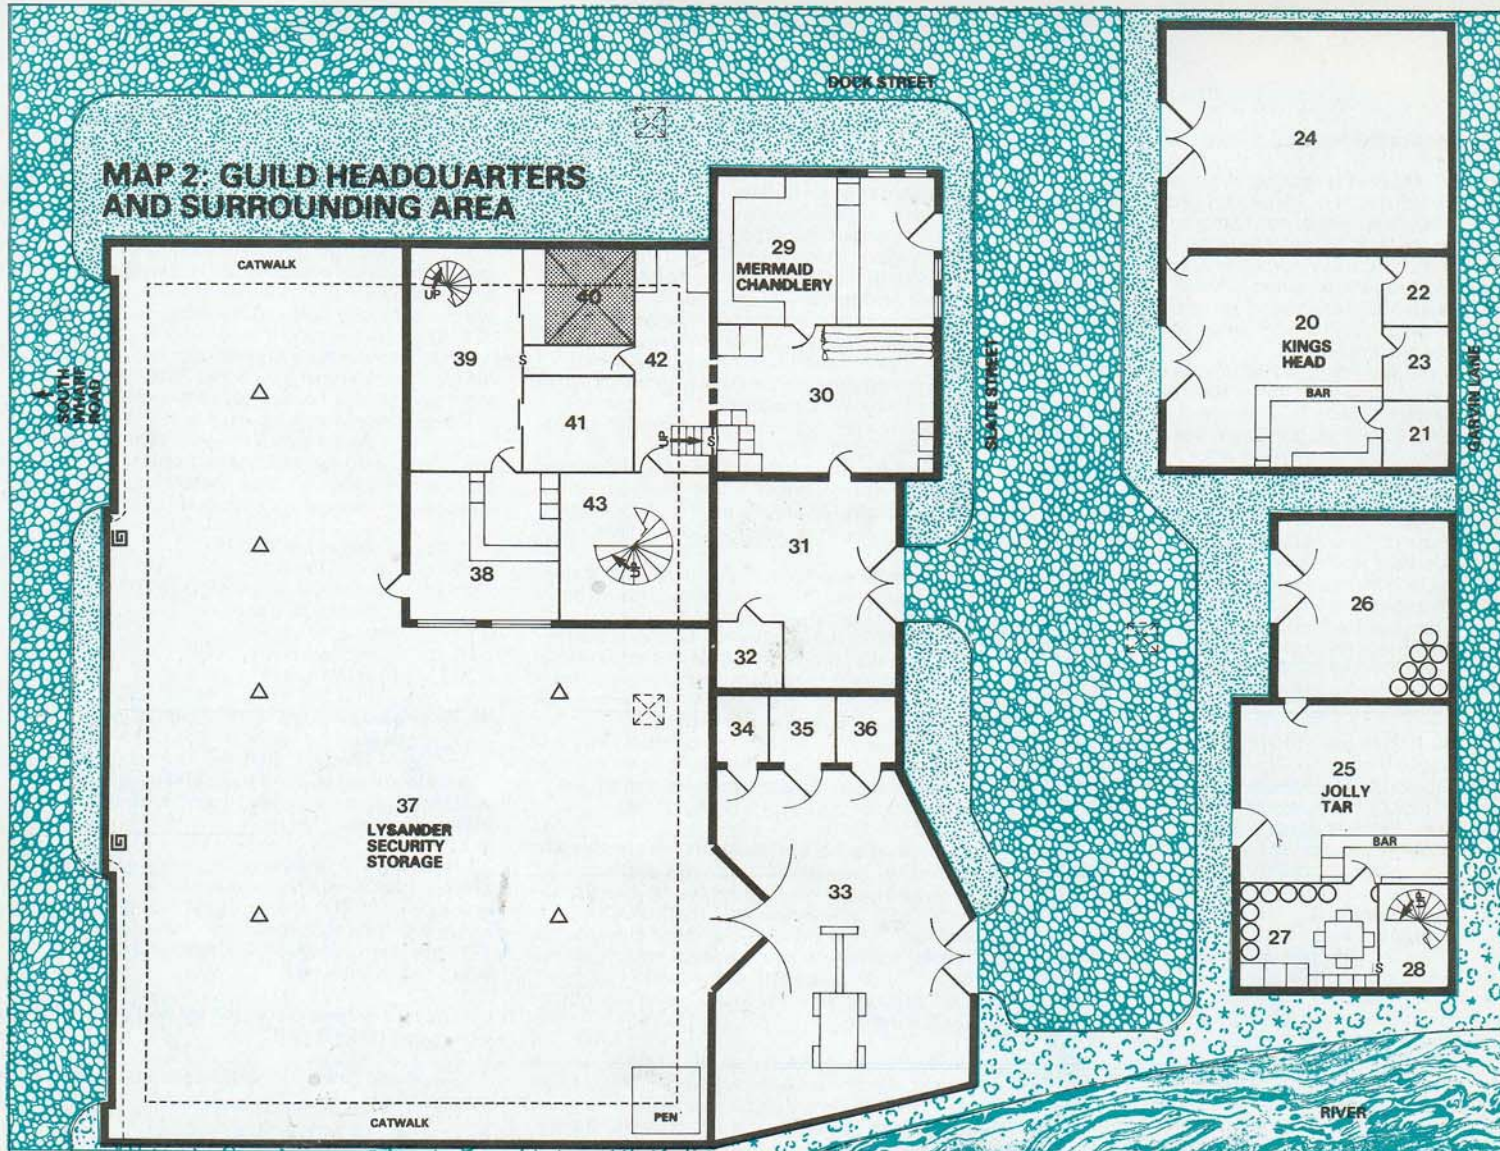 DOCK STREET
MAP 2: GUILD HEADQUARTERS
AND SURROUNDING AREA
24
29
MERMAID
CHANDLERY
CATWALK
UP
40
39
S
42
41
UP
S
30
22
20
KINGS
HEAD
23
BAR
21
SOUTH
WHARF
ROAD
SLATE STREET
GARVIN LANE
43
UP
38
31
32
26
34
35
36
37
LYSANDER
SECURITY
STORAGE
25
JOLLY
TAR
BAR
33
27
UP
S
28
PEN
CATWALK
RIVER